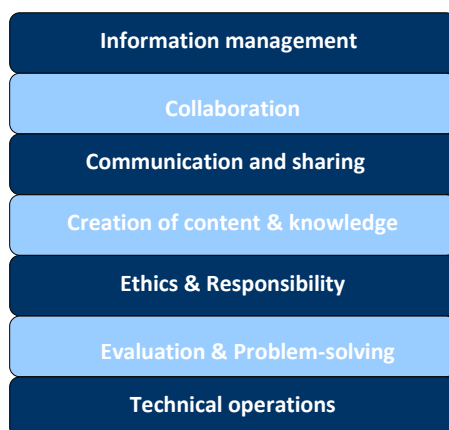 Information management
Collaboration
Communication and sharing
Creation of content & knowledge
Ethics & Responsibility
Evaluation & Problem-solving
Technical operations